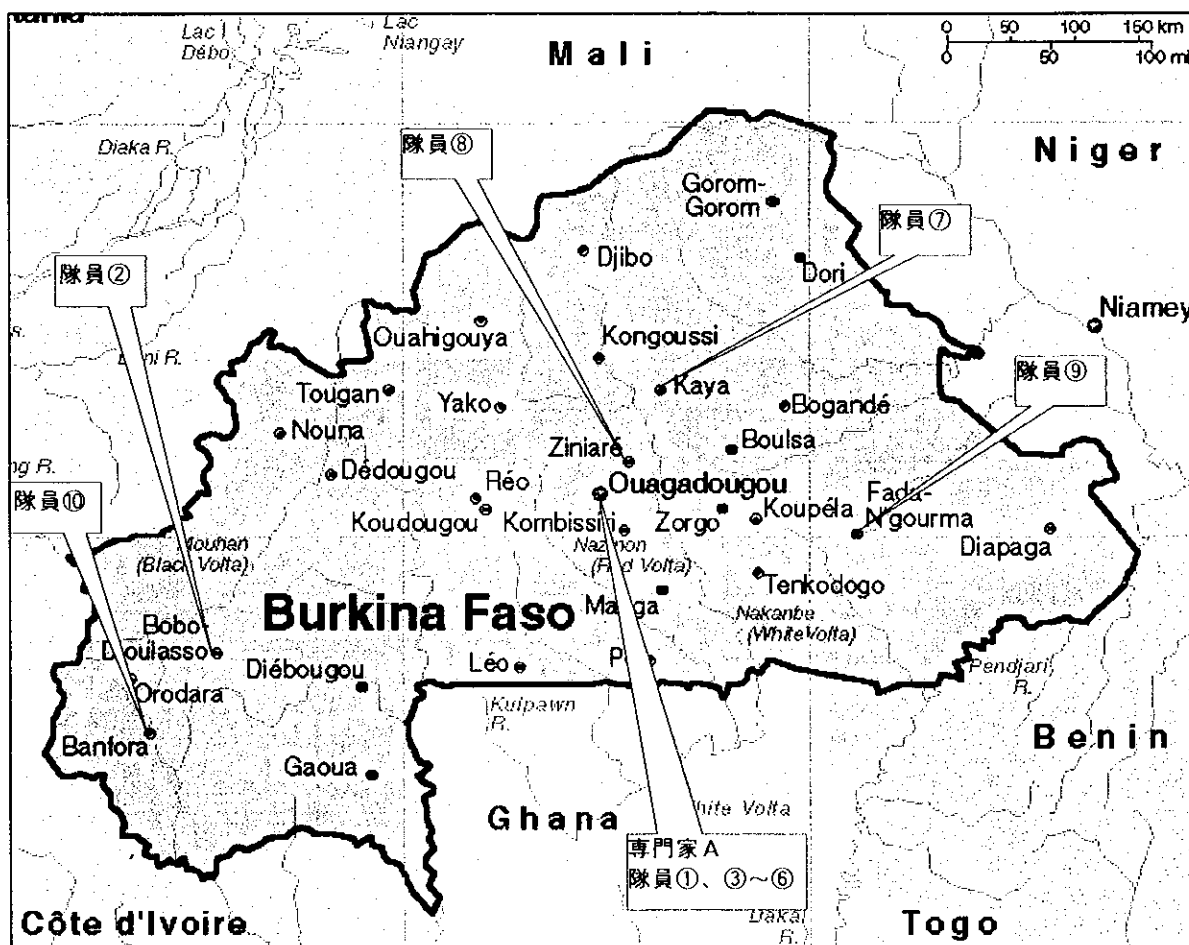 Lac
Débo
Lac
Niangay
Mali
0 50 100 150 km
0 50 100 mi
Diaka R.
隊員⑧
Niger
Gorom-
Gorom
隊員⑦
隊員②
Djibo
Dori
Niamey
Ouahigouya
Kongoussi
隊員⑨
Tougan
Yako
Kaya
Bogandé
Nouna
Boulsa
Ziniaré
Dédougou
Réo
Ouagadougou
Fada-
N'gourma
隊員⑩
Koudougou
Kombissiri
Zorgo
Koupéla
Diapaga
(Black Volta)
(Red Volta)
Tenkodogo
Burkina Faso
Manga
Nakanbe
(White Volta)
Bobo-
Dioulasso
Léo
Pendjari
R.
Diébougou
Orodara
Kulpawn
R.
Banfora
Benin
Gaoua
Ghana
White Volta
専門家A
隊員①、③～⑥
Côte d'Ivoire
Togo